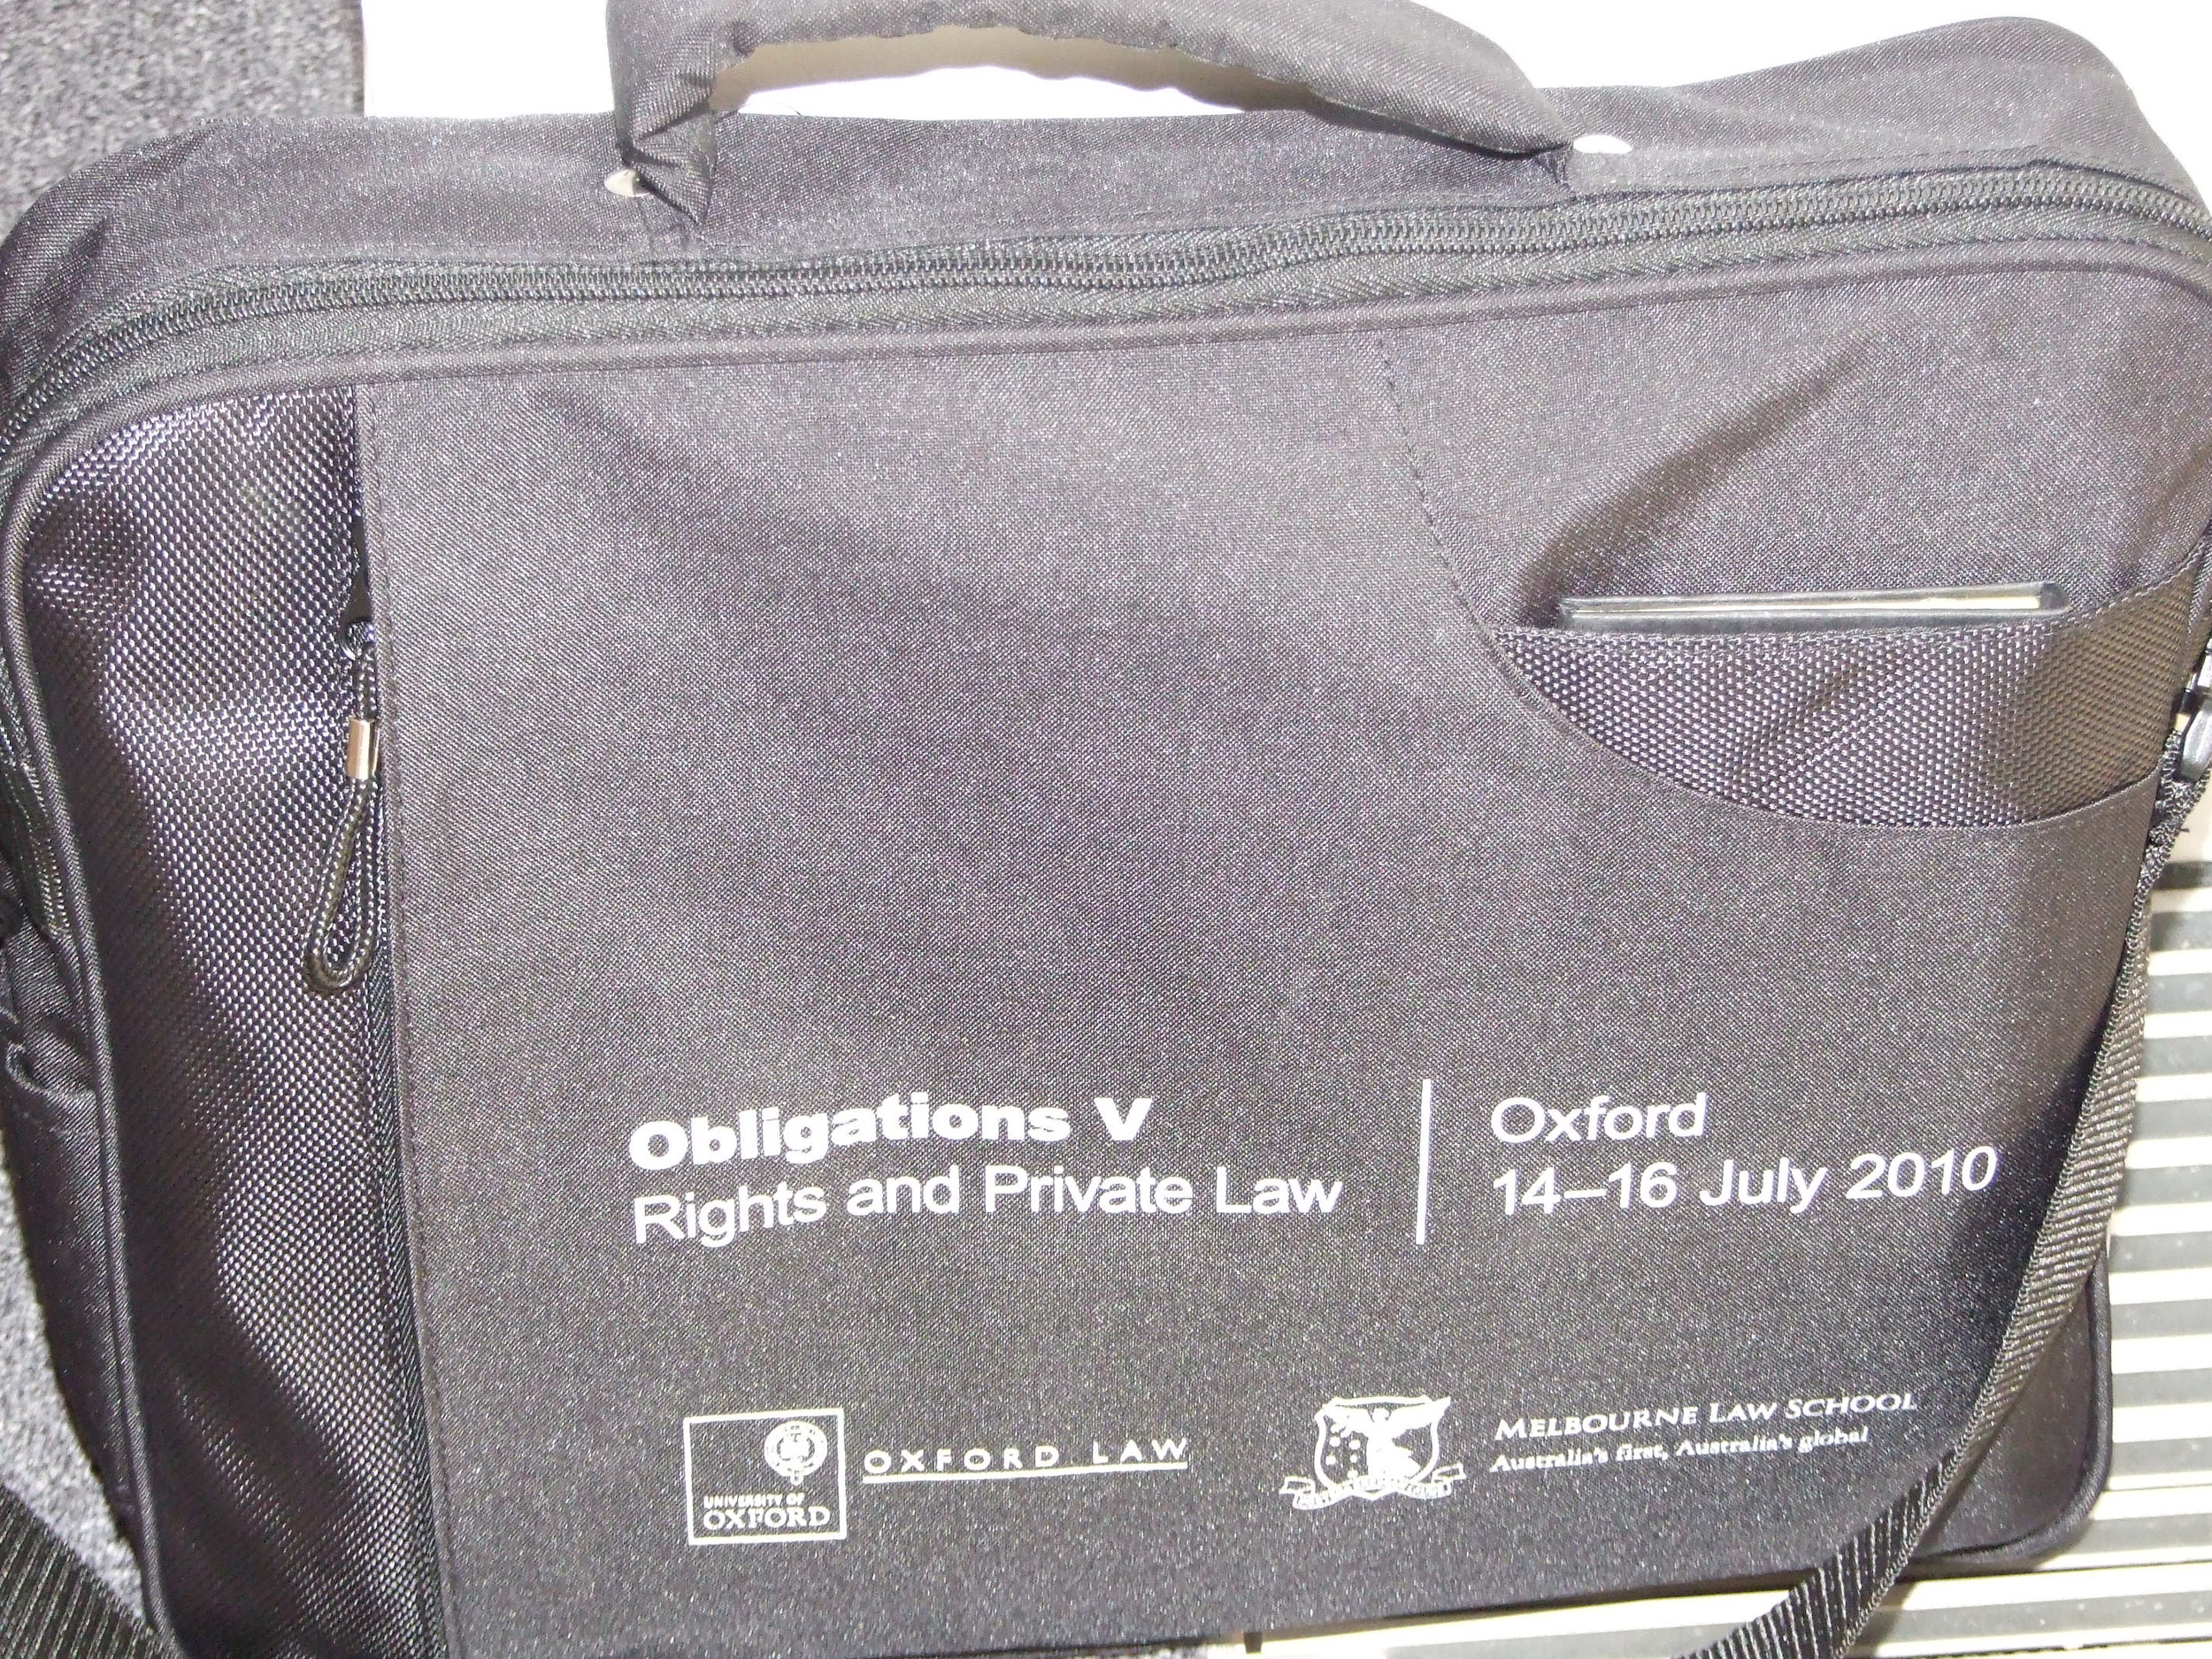 Obligations V
Rights and Private Law
Oxford
14–16 July 2010
UNIVERSITY OF
OXFORD
OXFORD LAW
MELBOURNE LAW SCHOOL
Australia's first, Australia's global